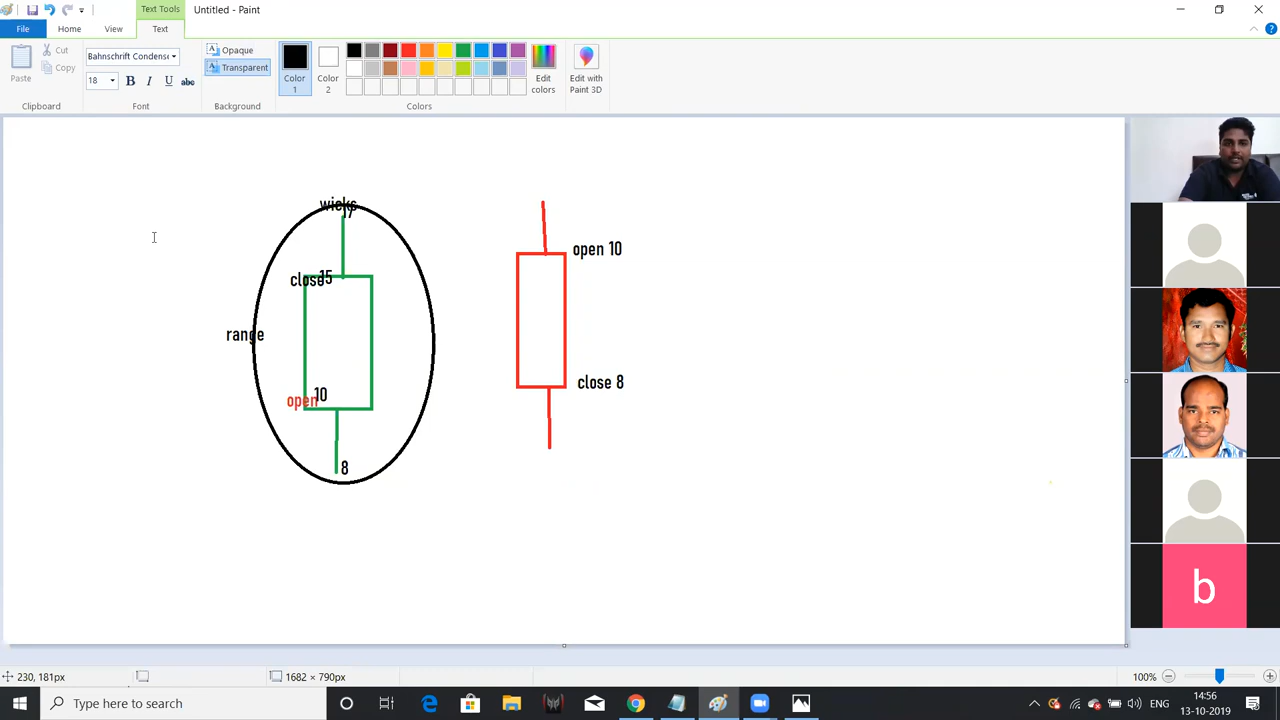 Text Tools
Untitled - Paint
File
Home
View
Text
Paste
Cut
Copy
Bahnschrift Condense
18
B
I
U
abc
Opaque
Transparent
Color
1
Color
2
Edit
colors
Edit with
Paint 3D
Clipboard
Font
Background
Colors
wicks
close
15
range
10
open
8
open 10
close 8
b
230, 181px
1682 × 790px
100%
Type here to search
ENG
14:56
13-10-2019